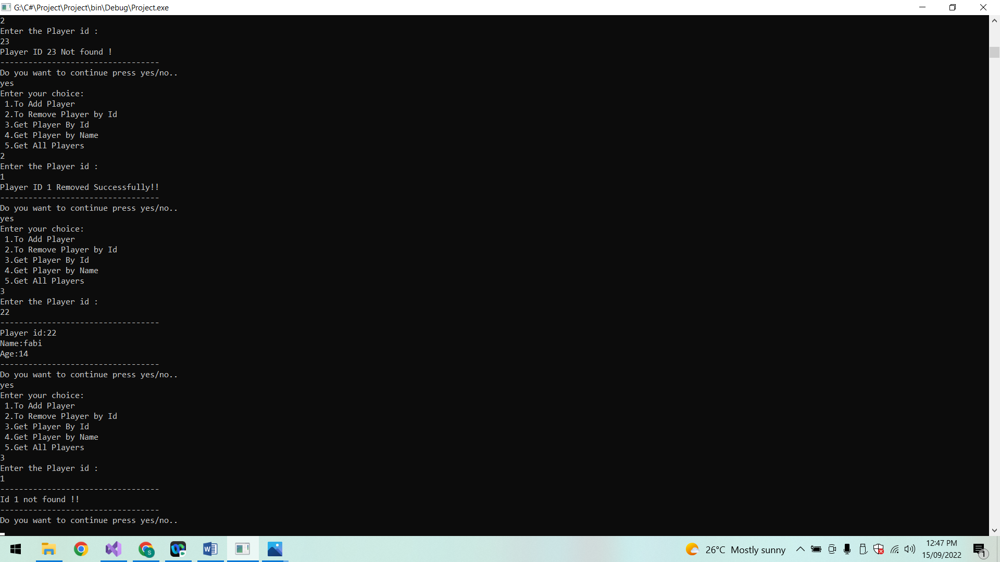 G:\C#\Project\Project\bin\Debug\Project.exe
2
Enter the Player id :
23
Player ID 23 Not found !
----------------------------------
Do you want to continue press yes/no..
yes
Enter your choice:
 1.To Add Player
 2.To Remove Player by Id
 3.Get Player By Id
 4.Get Player by Name
 5.Get All Players
2
Enter the Player id :
1
Player ID 1 Removed Successfully!!
----------------------------------
Do you want to continue press yes/no..
yes
Enter your choice:
 1.To Add Player
 2.To Remove Player by Id
 3.Get Player By Id
 4.Get Player by Name
 5.Get All Players
3
Enter the Player id :
22
----------------------------------
Player id:22
Name:fabi
Age:14
----------------------------------
Do you want to continue press yes/no..
yes
Enter your choice:
 1.To Add Player
 2.To Remove Player by Id
 3.Get Player By Id
 4.Get Player by Name
 5.Get All Players
3
Enter the Player id :
1
----------------------------------
Id 1 not found !!
----------------------------------
Do you want to continue press yes/no..
S
W
26°C Mostly sunny
12:47 PM
15/09/2022
1